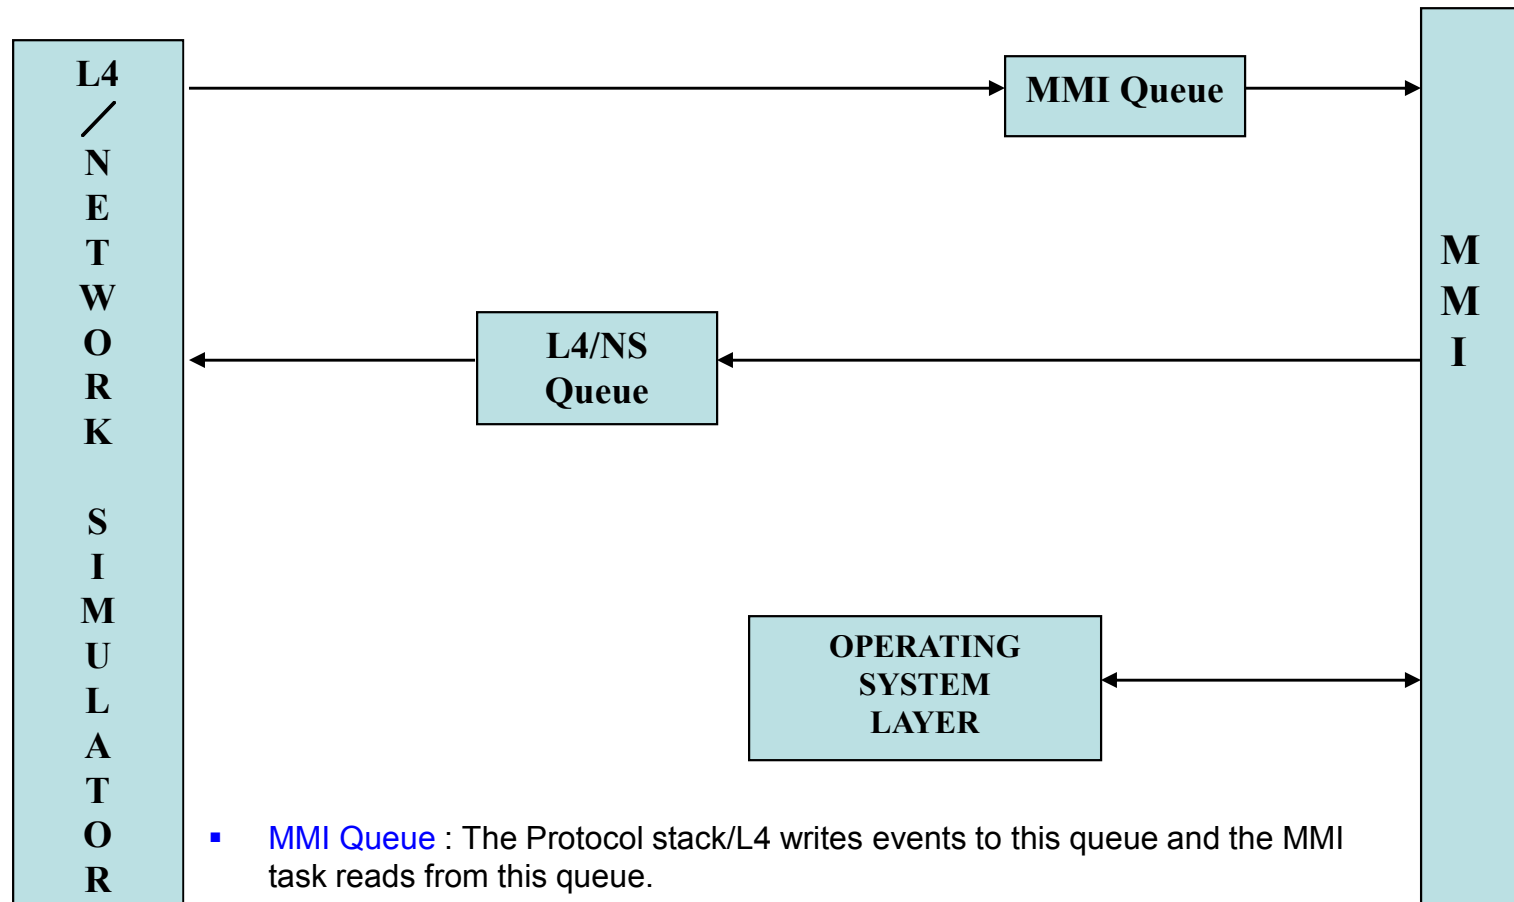 L4
/
N
E
T
W
O
R
K
S
I
M
U
L
A
T
O
R
MMI Queue
M
M
I
L4/NS
Queue
OPERATING
SYSTEM
LAYER
▪ MMI Queue : The Protocol stack/L4 writes events to this queue and the MMI
task reads from this queue.